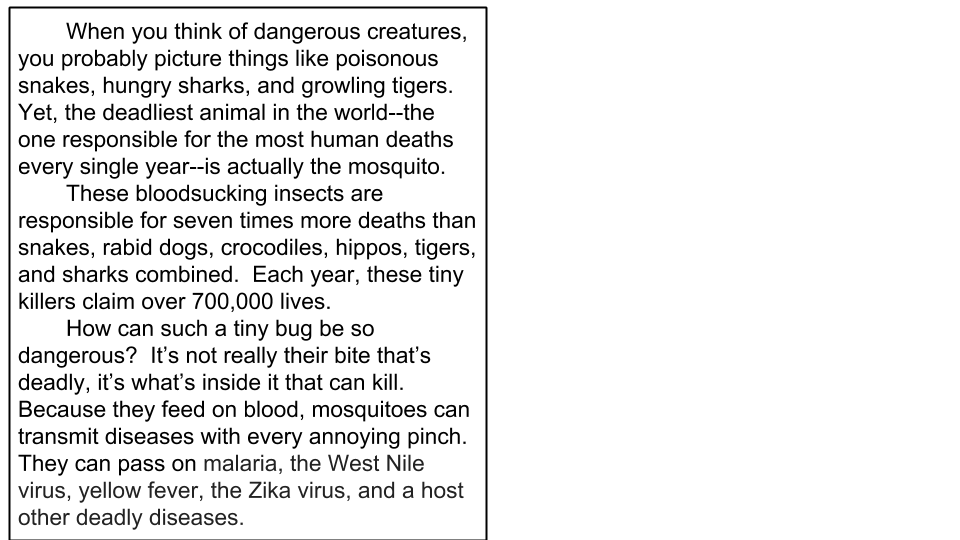 When you think of dangerous creatures,
you probably picture things like poisonous
snakes, hungry sharks, and growling tigers.
Yet, the deadliest animal in the world--the
one responsible for the most human deaths
every single year--is actually the mosquito.
These bloodsucking insects are
responsible for seven times more deaths than
snakes, rabid dogs, crocodiles, hippos, tigers,
and sharks combined.  Each year, these tiny
killers claim over 700,000 lives.
How can such a tiny bug be so
dangerous?  It’s not really their bite that’s
deadly, it’s what’s inside it that can kill.
Because they feed on blood, mosquitoes can
transmit diseases with every annoying pinch.
They can pass on malaria, the West Nile
virus, yellow fever, the Zika virus, and a host
other deadly diseases.